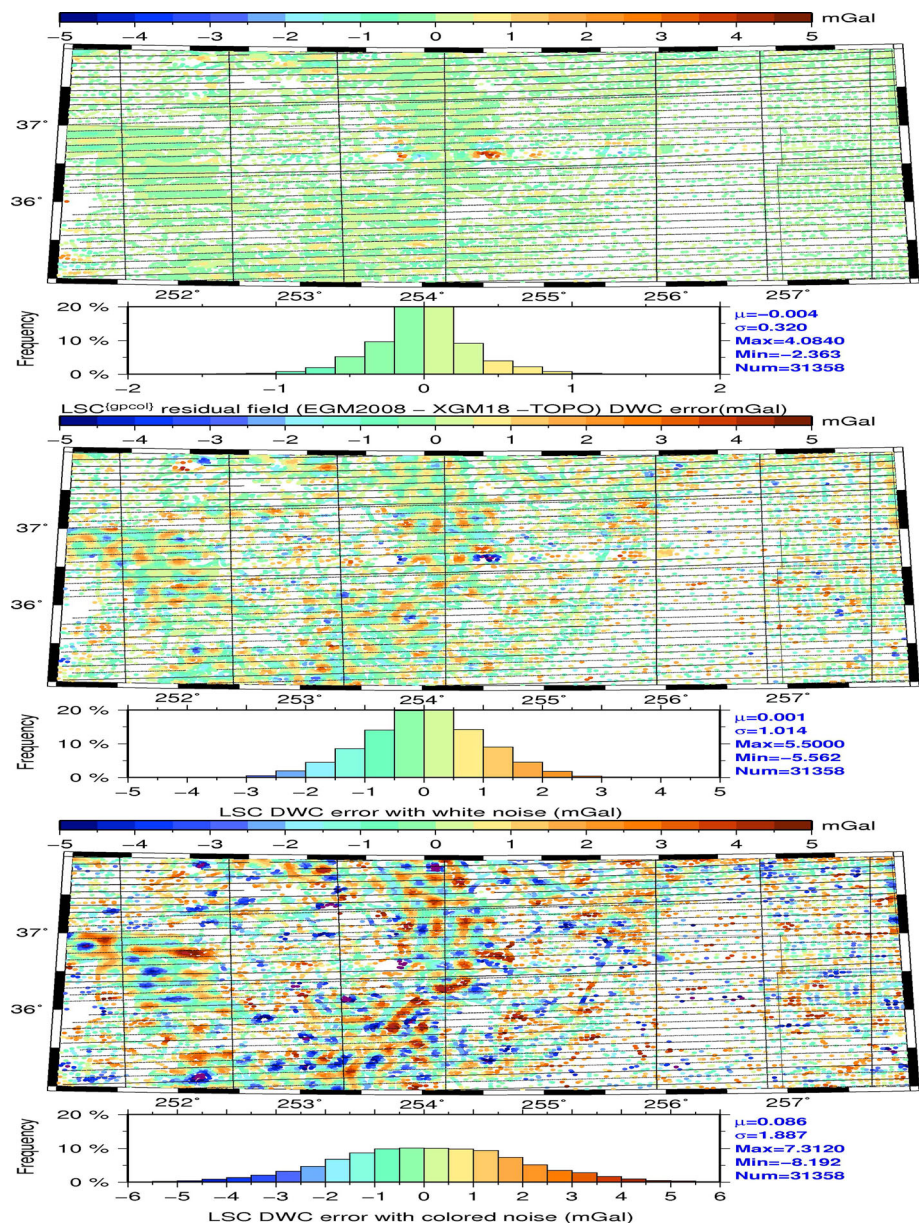 −5 −4 −3 −2 −1 0 1 2 3 4 5 mGal
37°
36°
252° 253° 254° 255° 256° 257°
Frequency
20 %
10 %
0 %
−2 −1 0 1 2
μ=−0.004
σ=0.320
Max=4.0840
Min=−2.363
Num=31358
LSC{gpcol} residual field (EGM2008 − XGM18 −TOPO) DWC error(mGal)
−5 −4 −3 −2 −1 0 1 2 3 4 5 mGal
37°
36°
252° 253° 254° 255° 256° 257°
Frequency
20 %
10 %
0 %
−5 −4 −3 −2 −1 0 1 2 3 4 5
μ=0.001
σ=1.014
Max=5.5000
Min=−5.562
Num=31358
LSC DWC error with white noise (mGal)
−5 −4 −3 −2 −1 0 1 2 3 4 5 mGal
37°
36°
252° 253° 254° 255° 256° 257°
Frequency
20 %
10 %
0 %
−6 −5 −4 −3 −2 −1 0 1 2 3 4 5 6
μ=0.086
σ=1.887
Max=7.3120
Min=−8.192
Num=31358
LSC DWC error with colored noise (mGal)